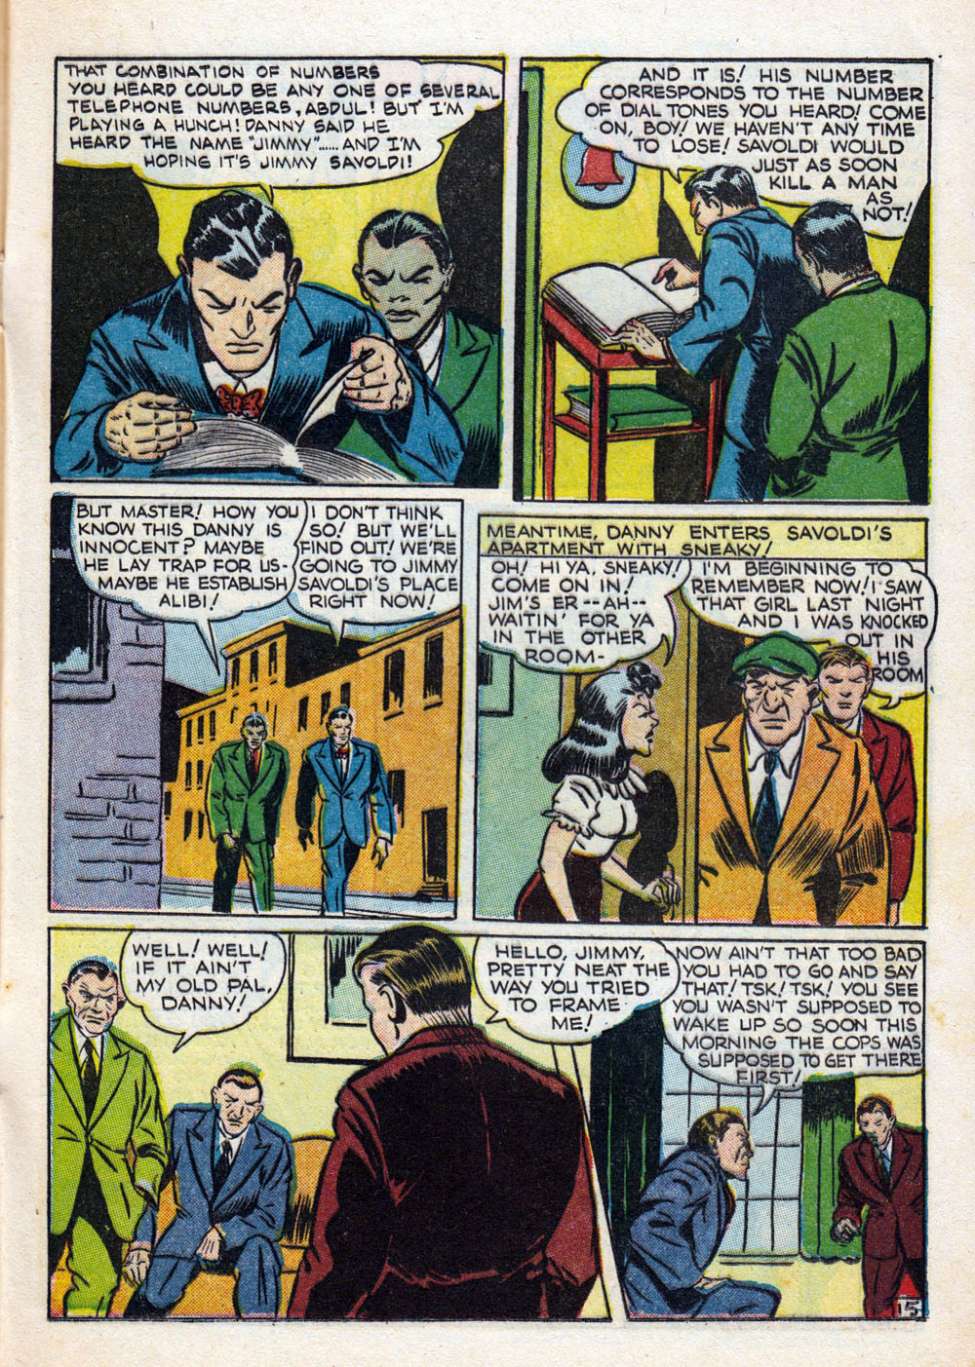 THAT COMBINATION OF NUMBERS
YOU HEARD COULD BE ANY ONE OF SEVERAL
TELEPHONE NUMBERS, ABDUL! BUT I'M
PLAYING A HUNCH! DANNY SAID HE
HEARD THE NAME "JIMMY"...... AND I'M
HOPING IT'S JIMMY SAVOLDI!
AND IT IS! HIS NUMBER
CORRESPONDS TO THE NUMBER
OF DIAL TONES YOU HEARD! COME
ON, BOY! WE HAVEN'T ANY TIME
TO LOSE! SAVOLDI WOULD
JUST AS SOON
KILL A MAN
AS
NOT!
BUT MASTER! HOW YOU
KNOW THIS DANNY IS
INNOCENT? MAYBE
HE LAY TRAP FOR US-
MAYBE HE ESTABLISH
ALIBI!
I DON'T THINK
SO! BUT WE'LL
FIND OUT! WE'RE
GOING TO JIMMY
SAVOLDI'S PLACE
RIGHT NOW!
MEANTIME, DANNY ENTERS SAVOLDI'S
APARTMENT WITH SNEAKY!
OH! HI YA, SNEAKY!
COME ON IN!
JIM'S ER--AH--
WAITIN' FOR YA
IN THE OTHER
ROOM-
I'M BEGINNING TO
REMEMBER NOW! I SAW
THAT GIRL LAST NIGHT
AND I WAS KNOCKED
OUT IN
HIS
ROOM
WELL! WELL!
IF IT AIN'T
MY OLD PAL,
DANNY!
HELLO, JIMMY,
PRETTY NEAT THE
WAY YOU TRIED
TO FRAME
ME!
NOW AIN'T THAT TOO BAD
YOU HAD TO GO AND SAY
THAT! TSK! TSK! YOU SEE
YOU WASN'T SUPPOSED TO
WAKE UP SO SOON THIS
MORNING THE COPS WAS
SUPPOSED TO GET THERE
FIRST!
15